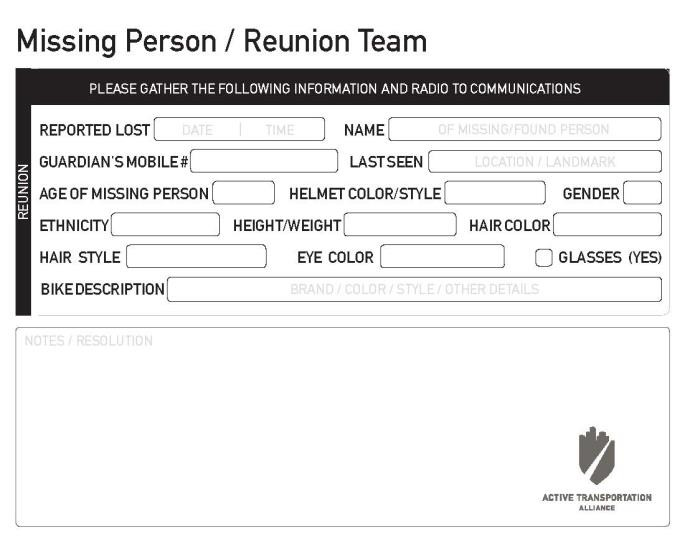 Missing Person / Reunion Team
PLEASE GATHER THE FOLLOWING INFORMATION AND RADIO TO COMMUNICATIONS
REUNION
REPORTED LOST DATE | TIME NAME OF MISSING/FOUND PERSON
GUARDIAN'S MOBILE # LAST SEEN LOCATION / LANDMARK
AGE OF MISSING PERSON HELMET COLOR/STYLE GENDER
ETHNICITY HEIGHT/WEIGHT HAIR COLOR
HAIR STYLE EYE COLOR GLASSES (YES)
BIKE DESCRIPTION BRAND / COLOR / STYLE / OTHER DETAILS
NOTES / RESOLUTION
ACTIVE TRANSPORTATION
ALLIANCE